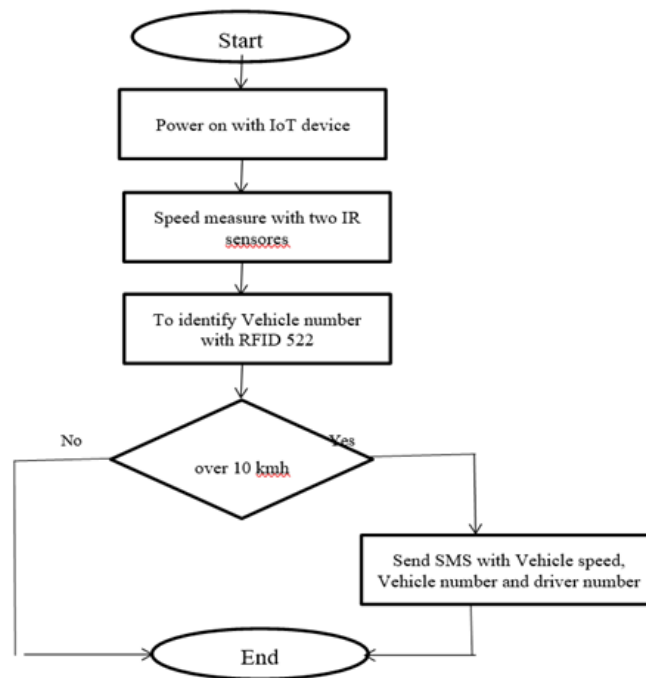 Start
Power on with IoT device
Speed measure with two IR
sensores
To identify Vehicle number
with RFID 522
No
Yes
over 10 kmh
Send SMS with Vehicle speed,
Vehicle number and driver number
End